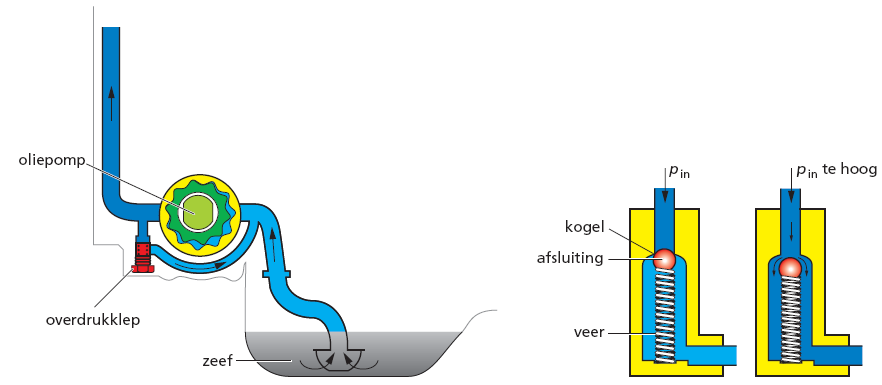 oliepomp
overdrukklep
zeef
p in
p in te hoog
kogel
afsluiting
veer